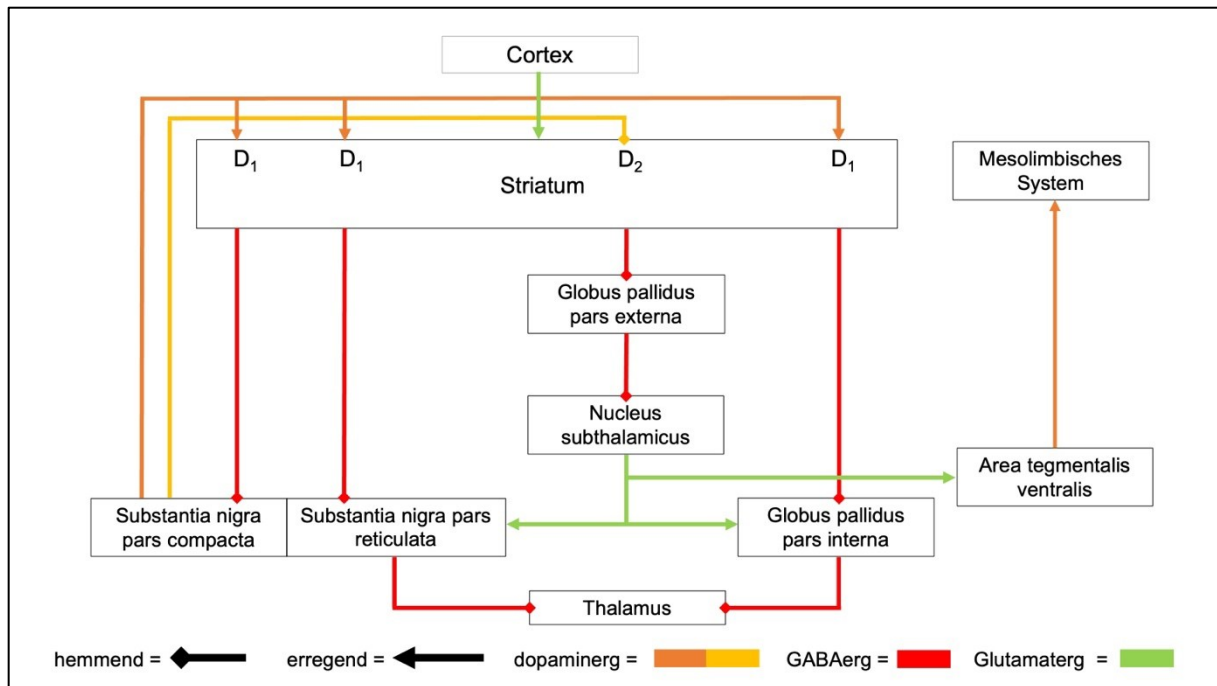 Cortex
D1 D1 D2 D1
Striatum
Mesolimbisches
System
Globus pallidus
pars externa
Nucleus
subthalamicus
Area tegmentalis
ventralis
Substantia nigra
pars compacta
Substantia nigra pars
reticulata
Globus pallidus
pars interna
Thalamus
hemmend = erregend = dopaminerg = GABAerg = Glutamaterg =